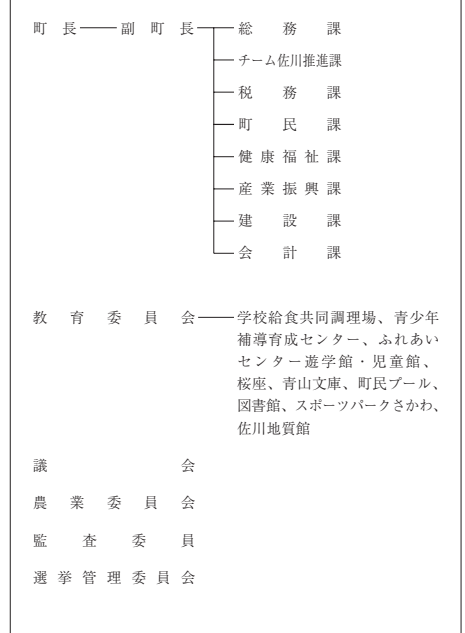 町長 副町長 総務課
チーム佐川推進課
税務課
町民課
健康福祉課
産業振興課
建設課
会計課
教育委員会 学校給食共同調理場、青少年
補導育成センター、ふれあい
センター遊学館・児童館、
桜座、青山文庫、町民プール、
図書館、スポーツパークさかわ、
佐川地質館
議会
農業委員会
監査委員
選挙管理委員会